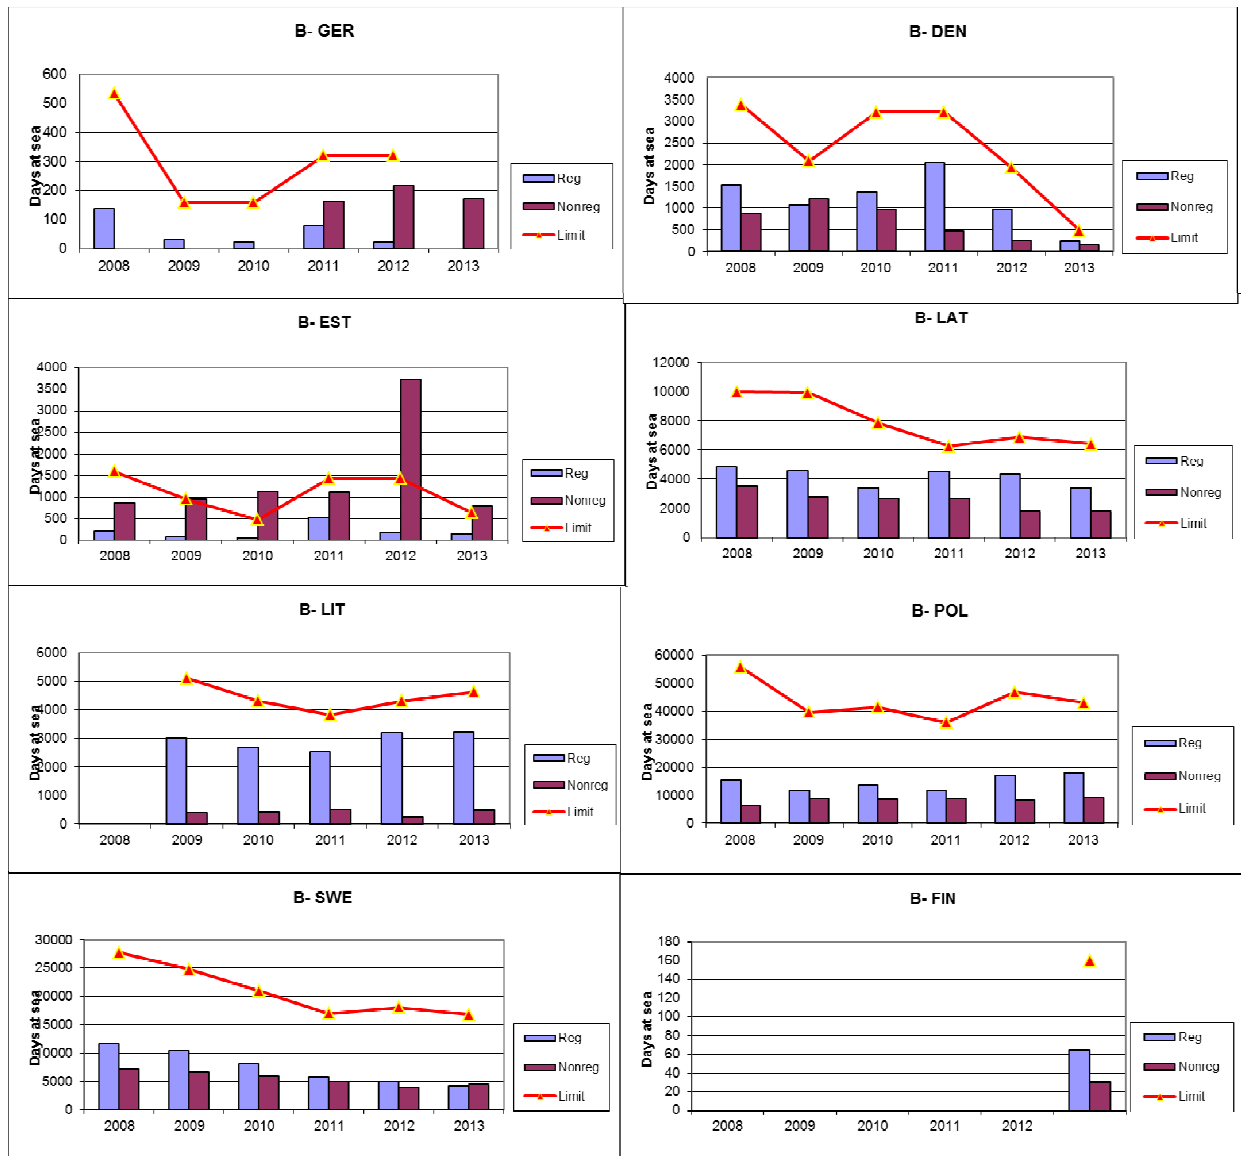 B- GER
Days at sea
600
500
400
300
200
100
0
2008 2009 2010 2011 2012 2013
Reg
Nonreg
Limit
B- DEN
Days at sea
4000
3500
3000
2500
2000
1500
1000
500
0
2008 2009 2010 2011 2012 2013
Reg
Nonreg
Limit
B- EST
Days at sea
4000
3500
3000
2500
2000
1500
1000
500
0
2008 2009 2010 2011 2012 2013
Reg
Nonreg
Limit
B- LAT
Days at sea
12000
10000
8000
6000
4000
2000
0
2008 2009 2010 2011 2012 2013
Reg
Nonreg
Limit
B- LIT
Days at sea
6000
5000
4000
3000
2000
1000
0
2008 2009 2010 2011 2012 2013
Reg
Nonreg
Limit
B- POL
Days at sea
60000
50000
40000
30000
20000
10000
0
2008 2009 2010 2011 2012 2013
Reg
Nonreg
Limit
B- SWE
Days at sea
30000
25000
20000
15000
10000
5000
0
2008 2009 2010 2011 2012 2013
Reg
Nonreg
Limit
B- FIN
Days at sea
180
160
140
120
100
80
60
40
20
0
2008 2009 2010 2011 2012
Reg
Nonreg
Limit